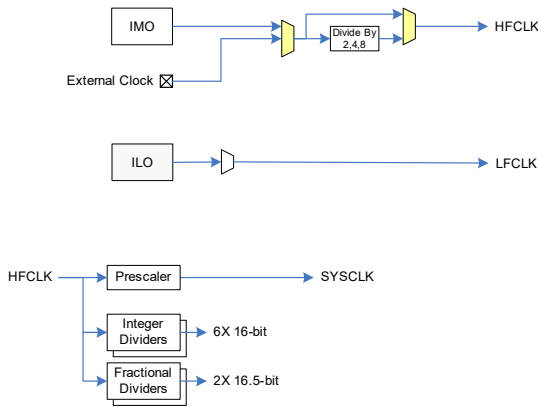 IMO
HFCLK
Divide By
2,4,8
External Clock
ILO
LFCLK
HFCLK
Prescaler
SYSCLK
Integer
Dividers
6X 16-bit
Fractional
Dividers
2X 16.5-bit